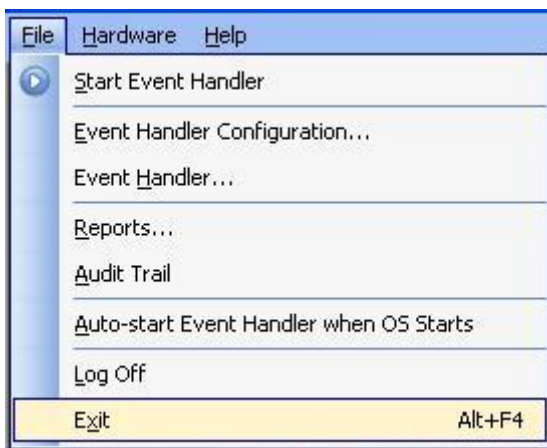 File Hardware Help
Start Event Handler
Event Handler Configuration...
Event Handler...
Reports...
Audit Trail
Auto-start Event Handler when OS Starts
Log Off
Exit Alt+F4